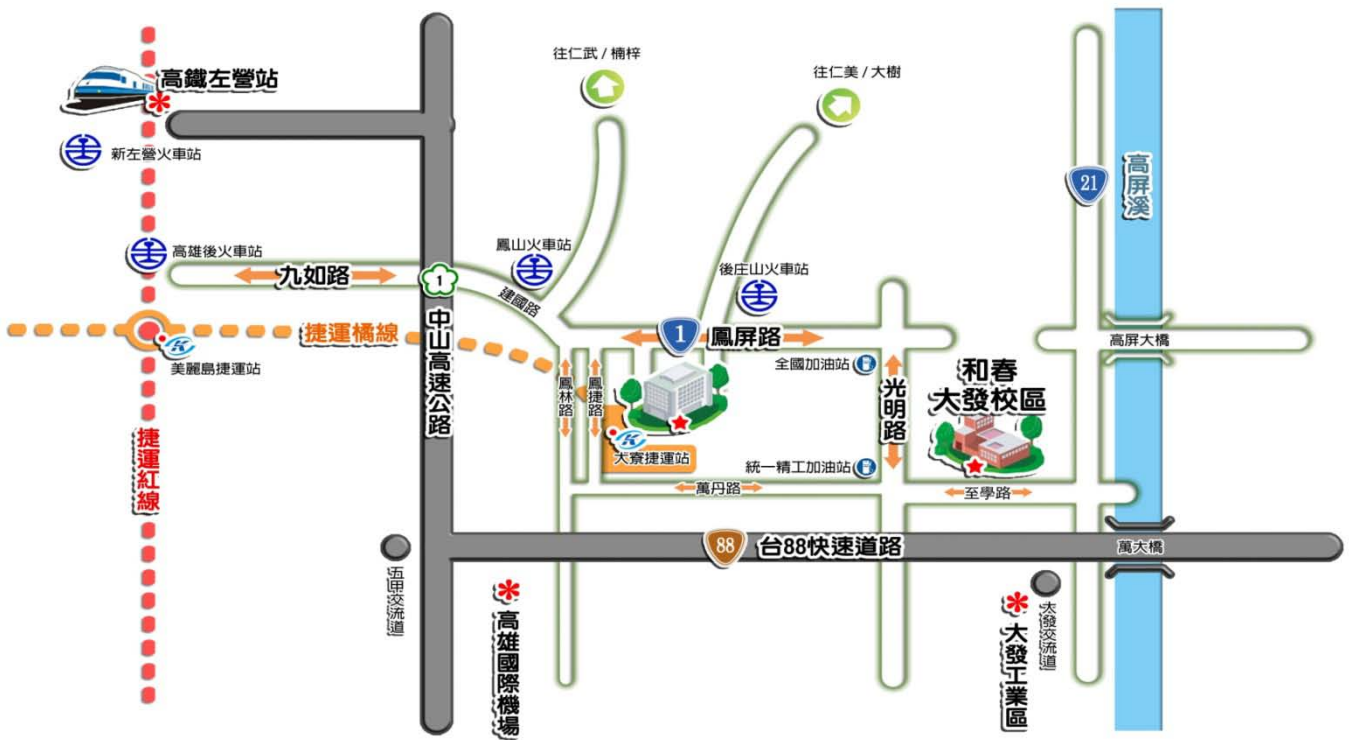 往仁武 / 楠梓
往仁美 / 大樹
高鐵左營站
新左營火車站
21
高屏溪
高雄後火車站
鳳山火車站
後庄山火車站
九如路
1
建國路
中山高速公路
捷運橘線
1
鳳屏路
高屏大橋
美麗島捷運站
全國加油站
和春
大發校區
鳳林路
鳳捷路
光明路
捷運紅線
大寮捷運站
統一精工加油站
萬丹路
至學路
88
台88快速道路
萬大橋
五甲交流道
高雄國際機場
大發工業區
大發交流道